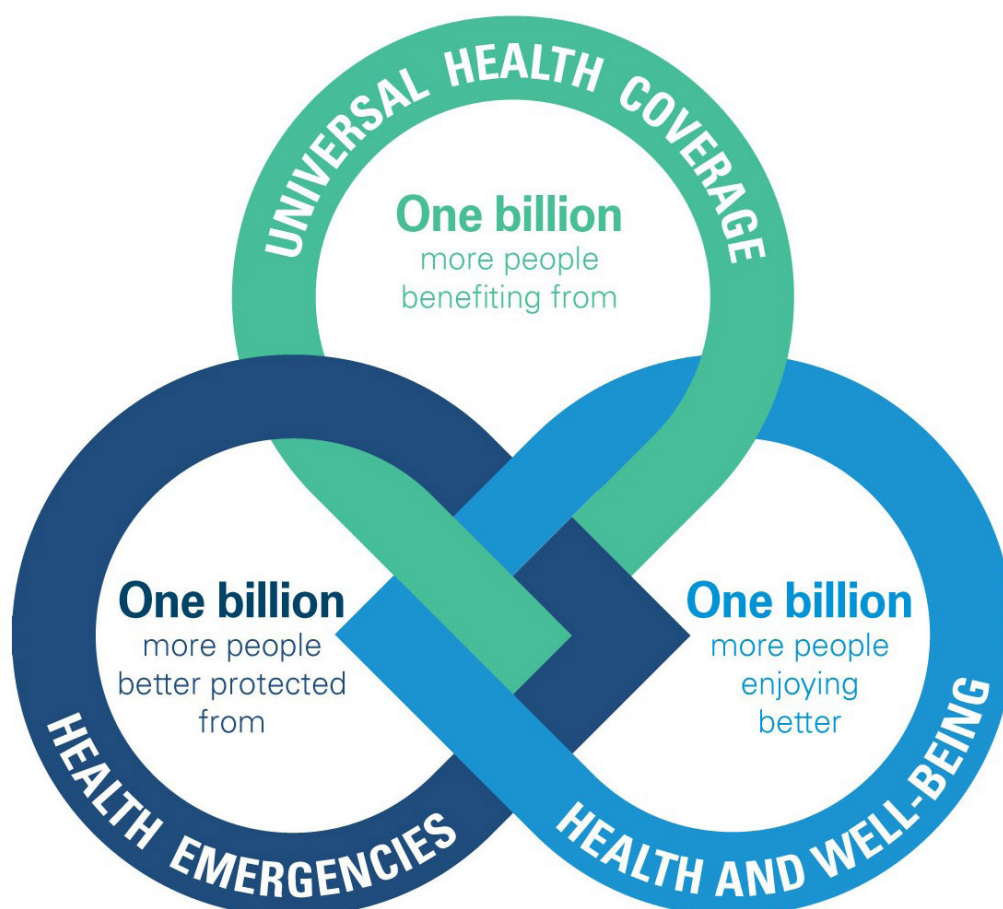 UNIVERSAL HEALTH COVERAGE
One billion
more people
benefiting from
One billion
more people
better protected
from
HEALTH EMERGENCIES
One billion
more people
enjoying
better
HEALTH AND WELL-BEING